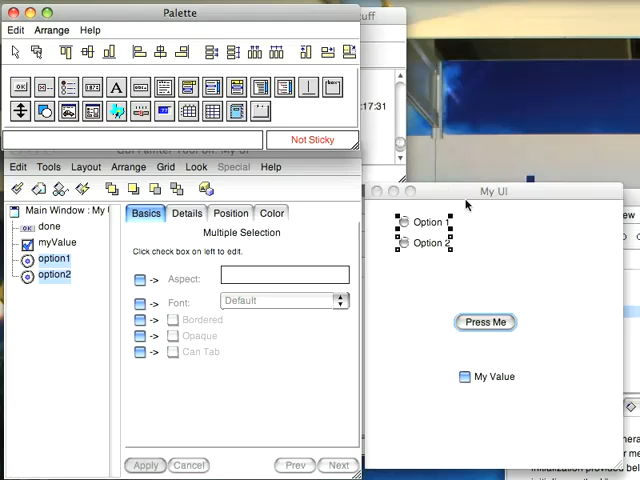 Palette
uff
Edit Arrange Help
OK
A
:17:31
Not Sticky
Edit Tools Layout Arrange Grid Look Special Help
My UI
Main Window : My
Basics Details Position Color
done
myValue
option1
option2
Multiple Selection
Click check box on left to edit.
Aspect:
Font: Default
Bordered
Opaque
Can Tab
Apply Cancel Prev Next
Option 1
Option 2
Press Me
My Value
iew